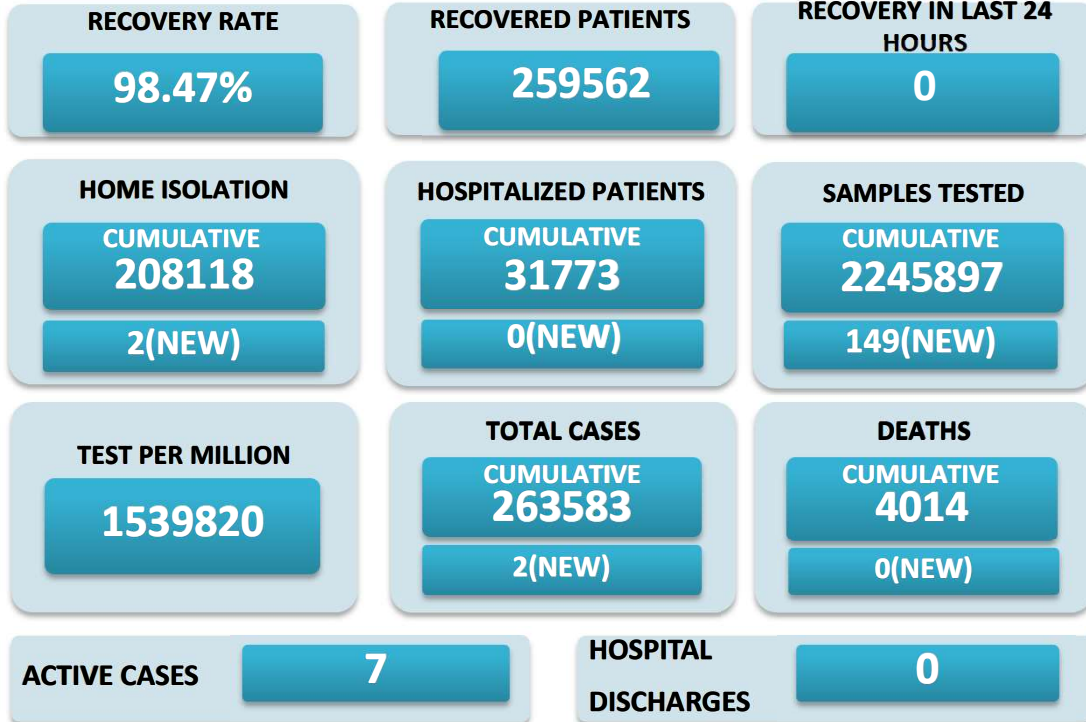 RECOVERY RATE
98.47%
RECOVERED PATIENTS
259562
RECOVERY IN LAST 24
HOURS
0
HOME ISOLATION
CUMULATIVE
208118
2(NEW)
HOSPITALIZED PATIENTS
CUMULATIVE
31773
0(NEW)
SAMPLES TESTED
CUMULATIVE
2245897
149(NEW)
TEST PER MILLION
1539820
TOTAL CASES
CUMULATIVE
263583
2(NEW)
DEATHS
CUMULATIVE
4014
0(NEW)
ACTIVE CASES
7
HOSPITAL
DISCHARGES
0